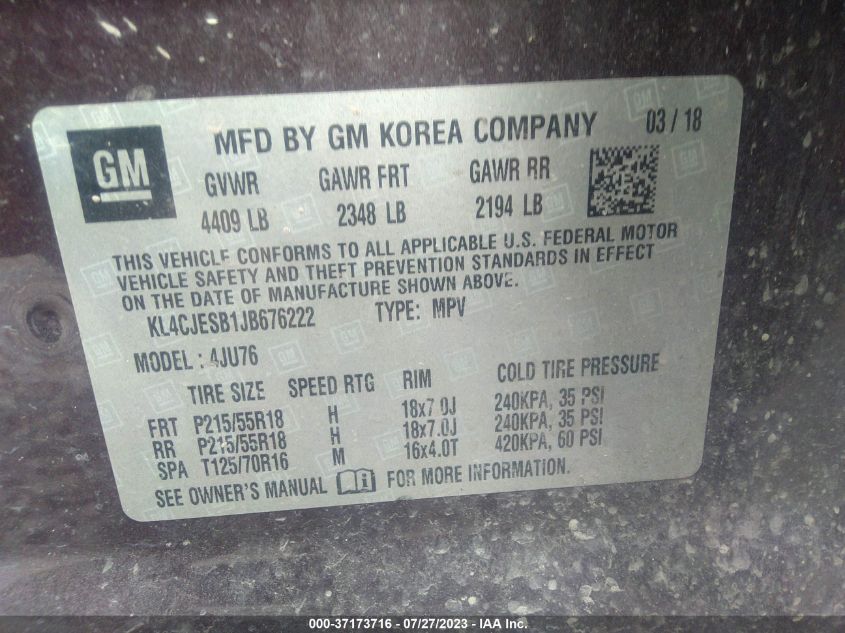 GM
MFD BY GM KOREA COMPANY 03 / 18
GVWR GAWR FRT GAWR RR
4409 LB 2348 LB 2194 LB
THIS VEHICLE CONFORMS TO ALL APPLICABLE U.S. FEDERAL MOTOR
VEHICLE SAFETY AND THEFT PREVENTION STANDARDS IN EFFECT
ON THE DATE OF MANUFACTURE SHOWN ABOVE.
KL4CJESB1JB676222 TYPE: MPV
MODEL : 4JU76
TIRE SIZE SPEED RTG RIM COLD TIRE PRESSURE
FRT P215/55R18 H 18x7.0J 240KPA, 35 PSI
RR P215/55R18 H 18x7.0J 240KPA, 35 PSI
SPA T125/70R16 M 16x4.0T 420KPA, 60 PSI
SEE OWNER'S MANUAL i FOR MORE INFORMATION.
000-37173716 - 07/27/2023 - IAA Inc.